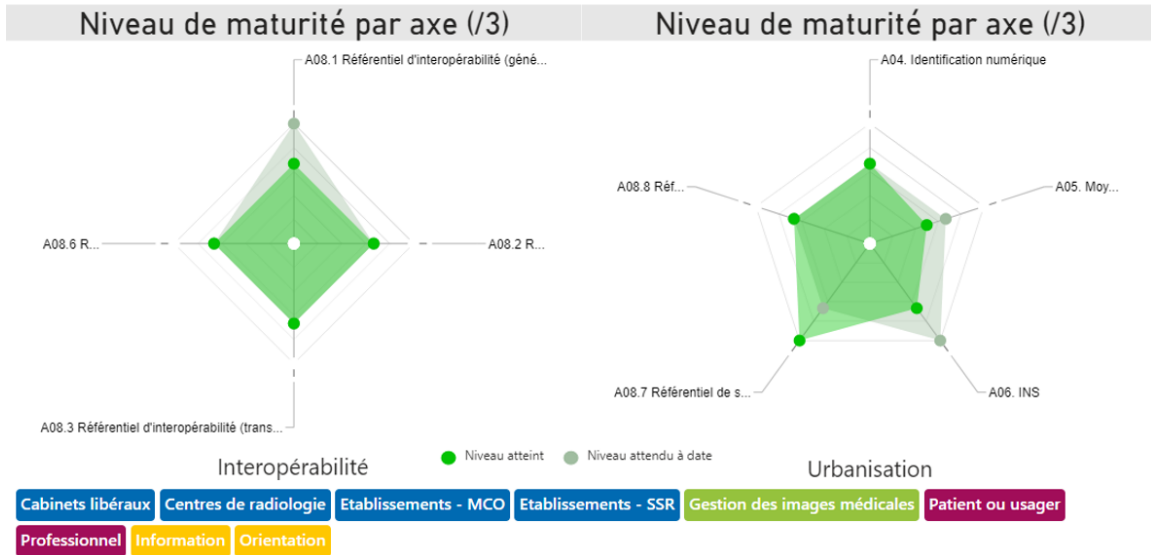 Niveau de maturité par axe (/3)
Niveau de maturité par axe (/3)
A08.1 Référentiel d'interopérabilité (géné...
A08.6 R...
A08.2 R...
A08.3 Référentiel d'interopérabilité (trans...
A04. Identification numérique
A08.8 Réf...
A05. Moy...
A08.7 Référentiel de s...
A06. INS
Interopérabilité
Niveau atteint
Niveau attendu à date
Urbanisation
Cabinets libéraux Centres de radiologie Etablissements - MCO Etablissements - SSR Gestion des images médicales Patient ou usager
Professionnel Information Orientation